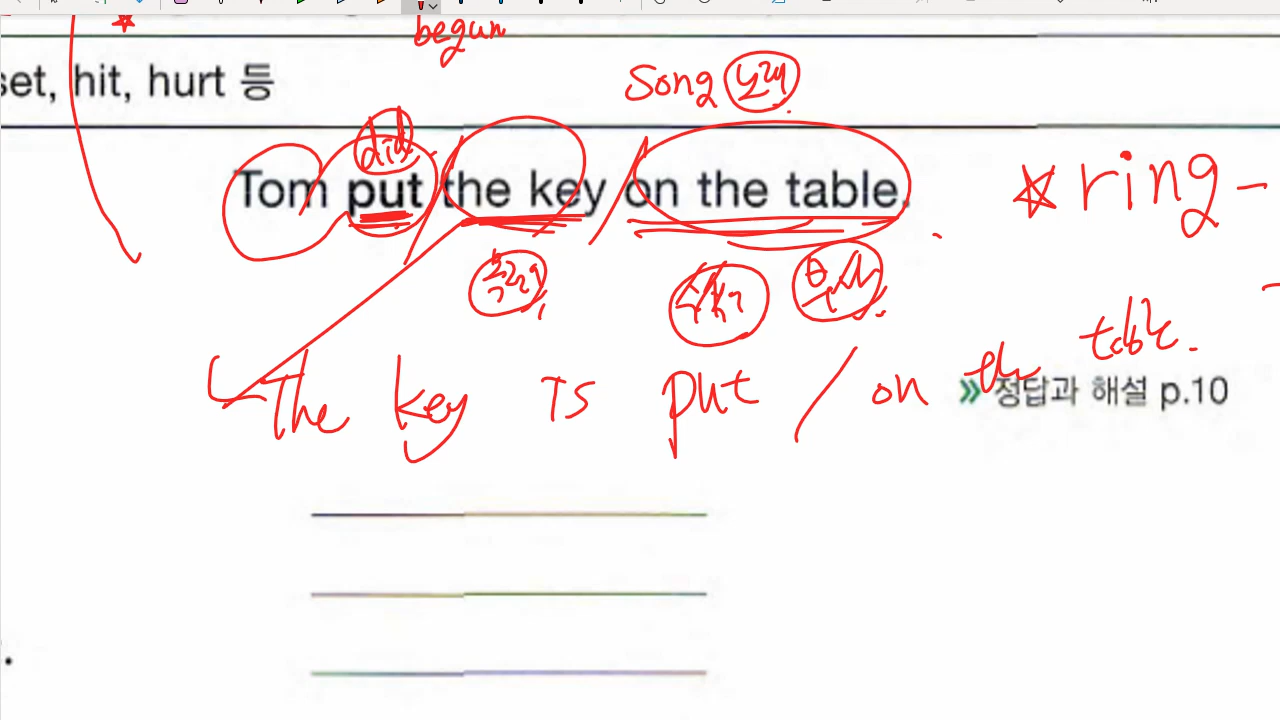 begun
set, hit, hurt 등
Song 노래
did
Tom put the key on the table.
☆ ring -
목적어
수식어 부사
The key is put / on the table.
» 정답과 해설 p.10